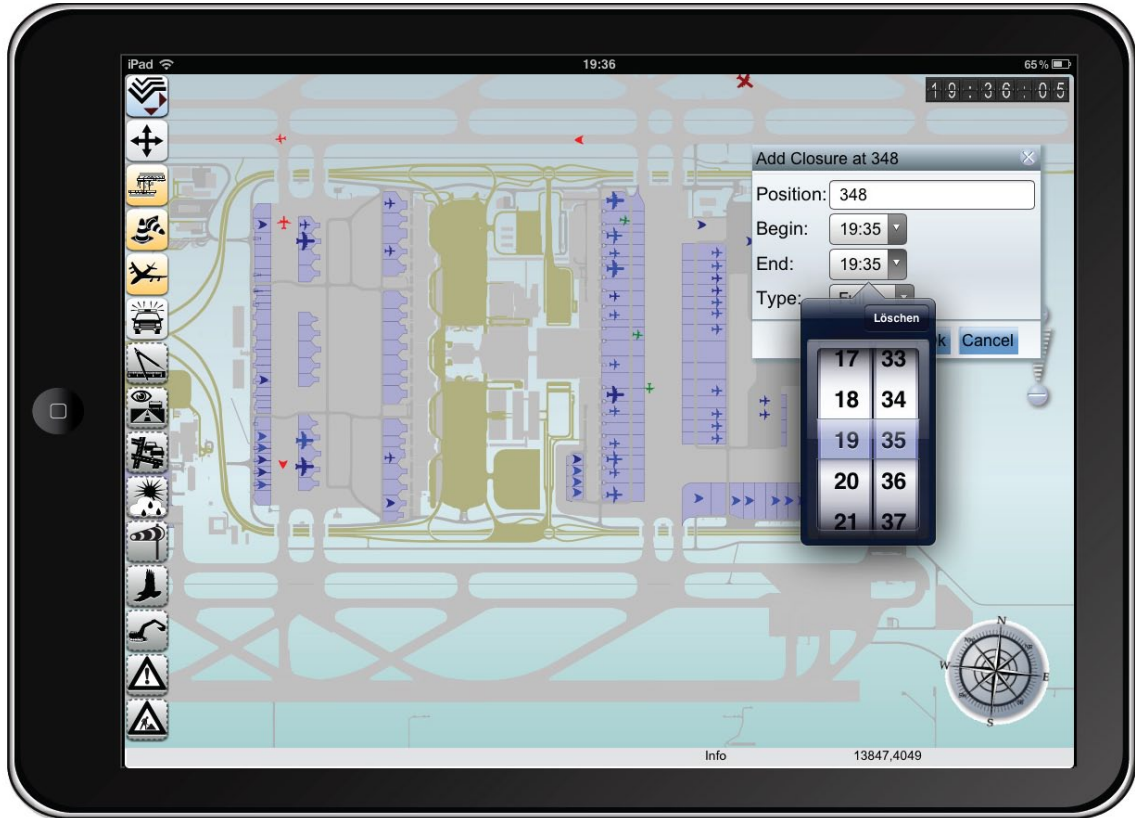 iPad 19:36 65%
19:36:05
Add Closure at 348
Position: 348
Begin: 19:35
End: 19:35
Type:
Löschen
Cancel
17 33
18 34
19 35
20 36
21 37
N
W E
S
Info 13847,4049